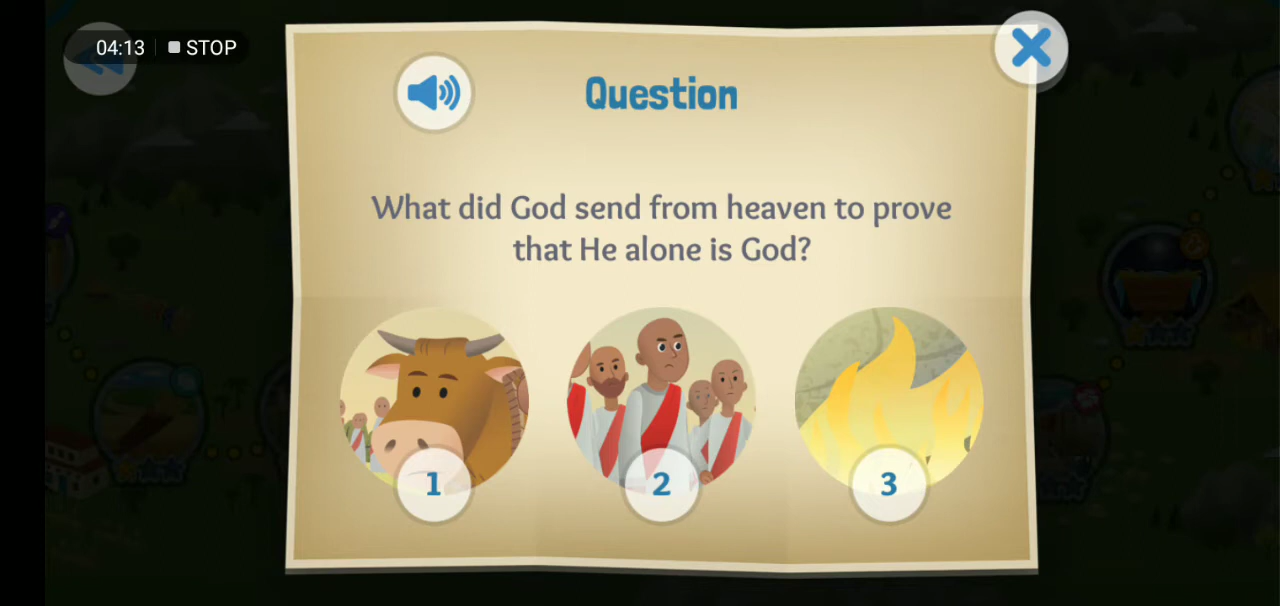 04:13 STOP
Question
What did God send from heaven to prove
that He alone is God?
1 2 3